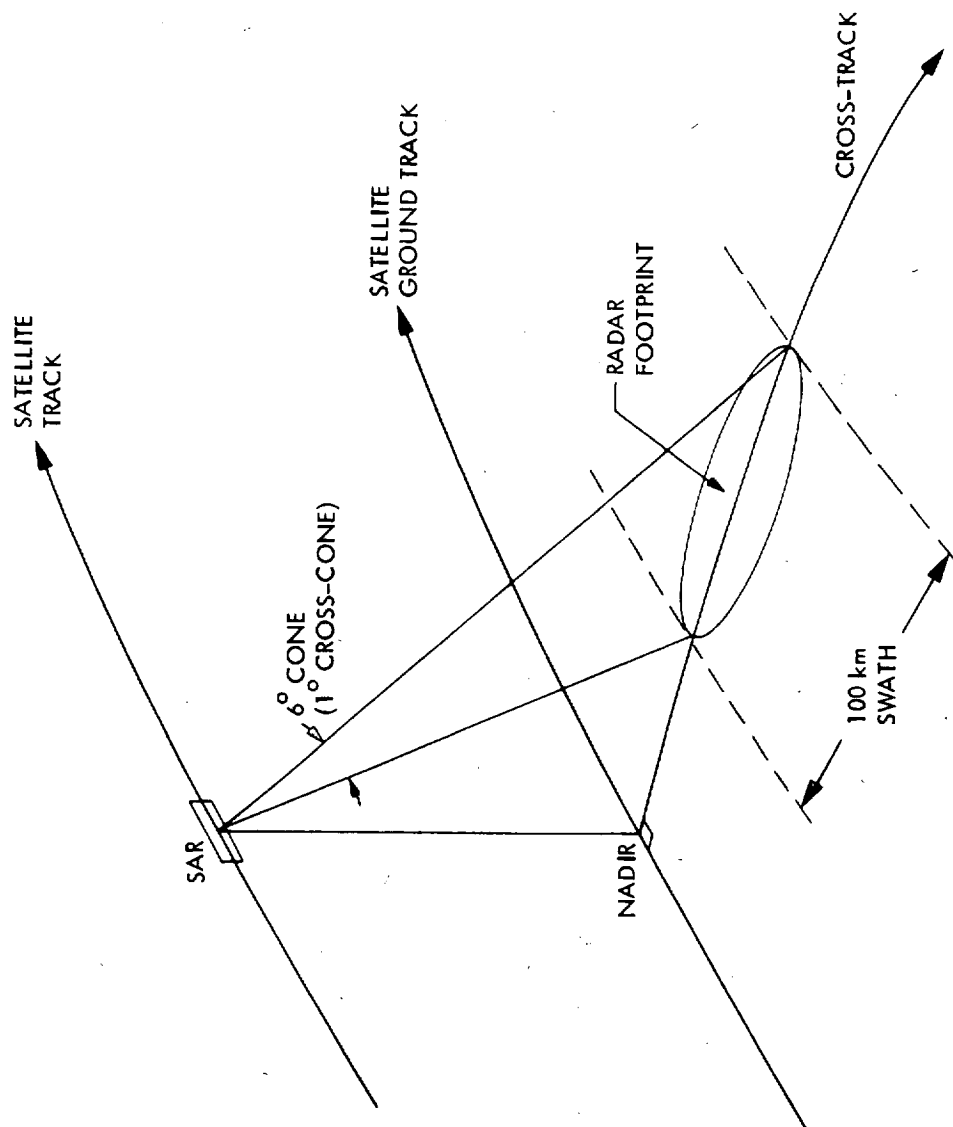 SATELLITE
TRACK
SATELLITE
GROUND TRACK
CROSS-TRACK
RADAR
FOOTPRINT
6° CONE
(1° CROSS-CONE)
SAR
NADIR
100 km
SWATH